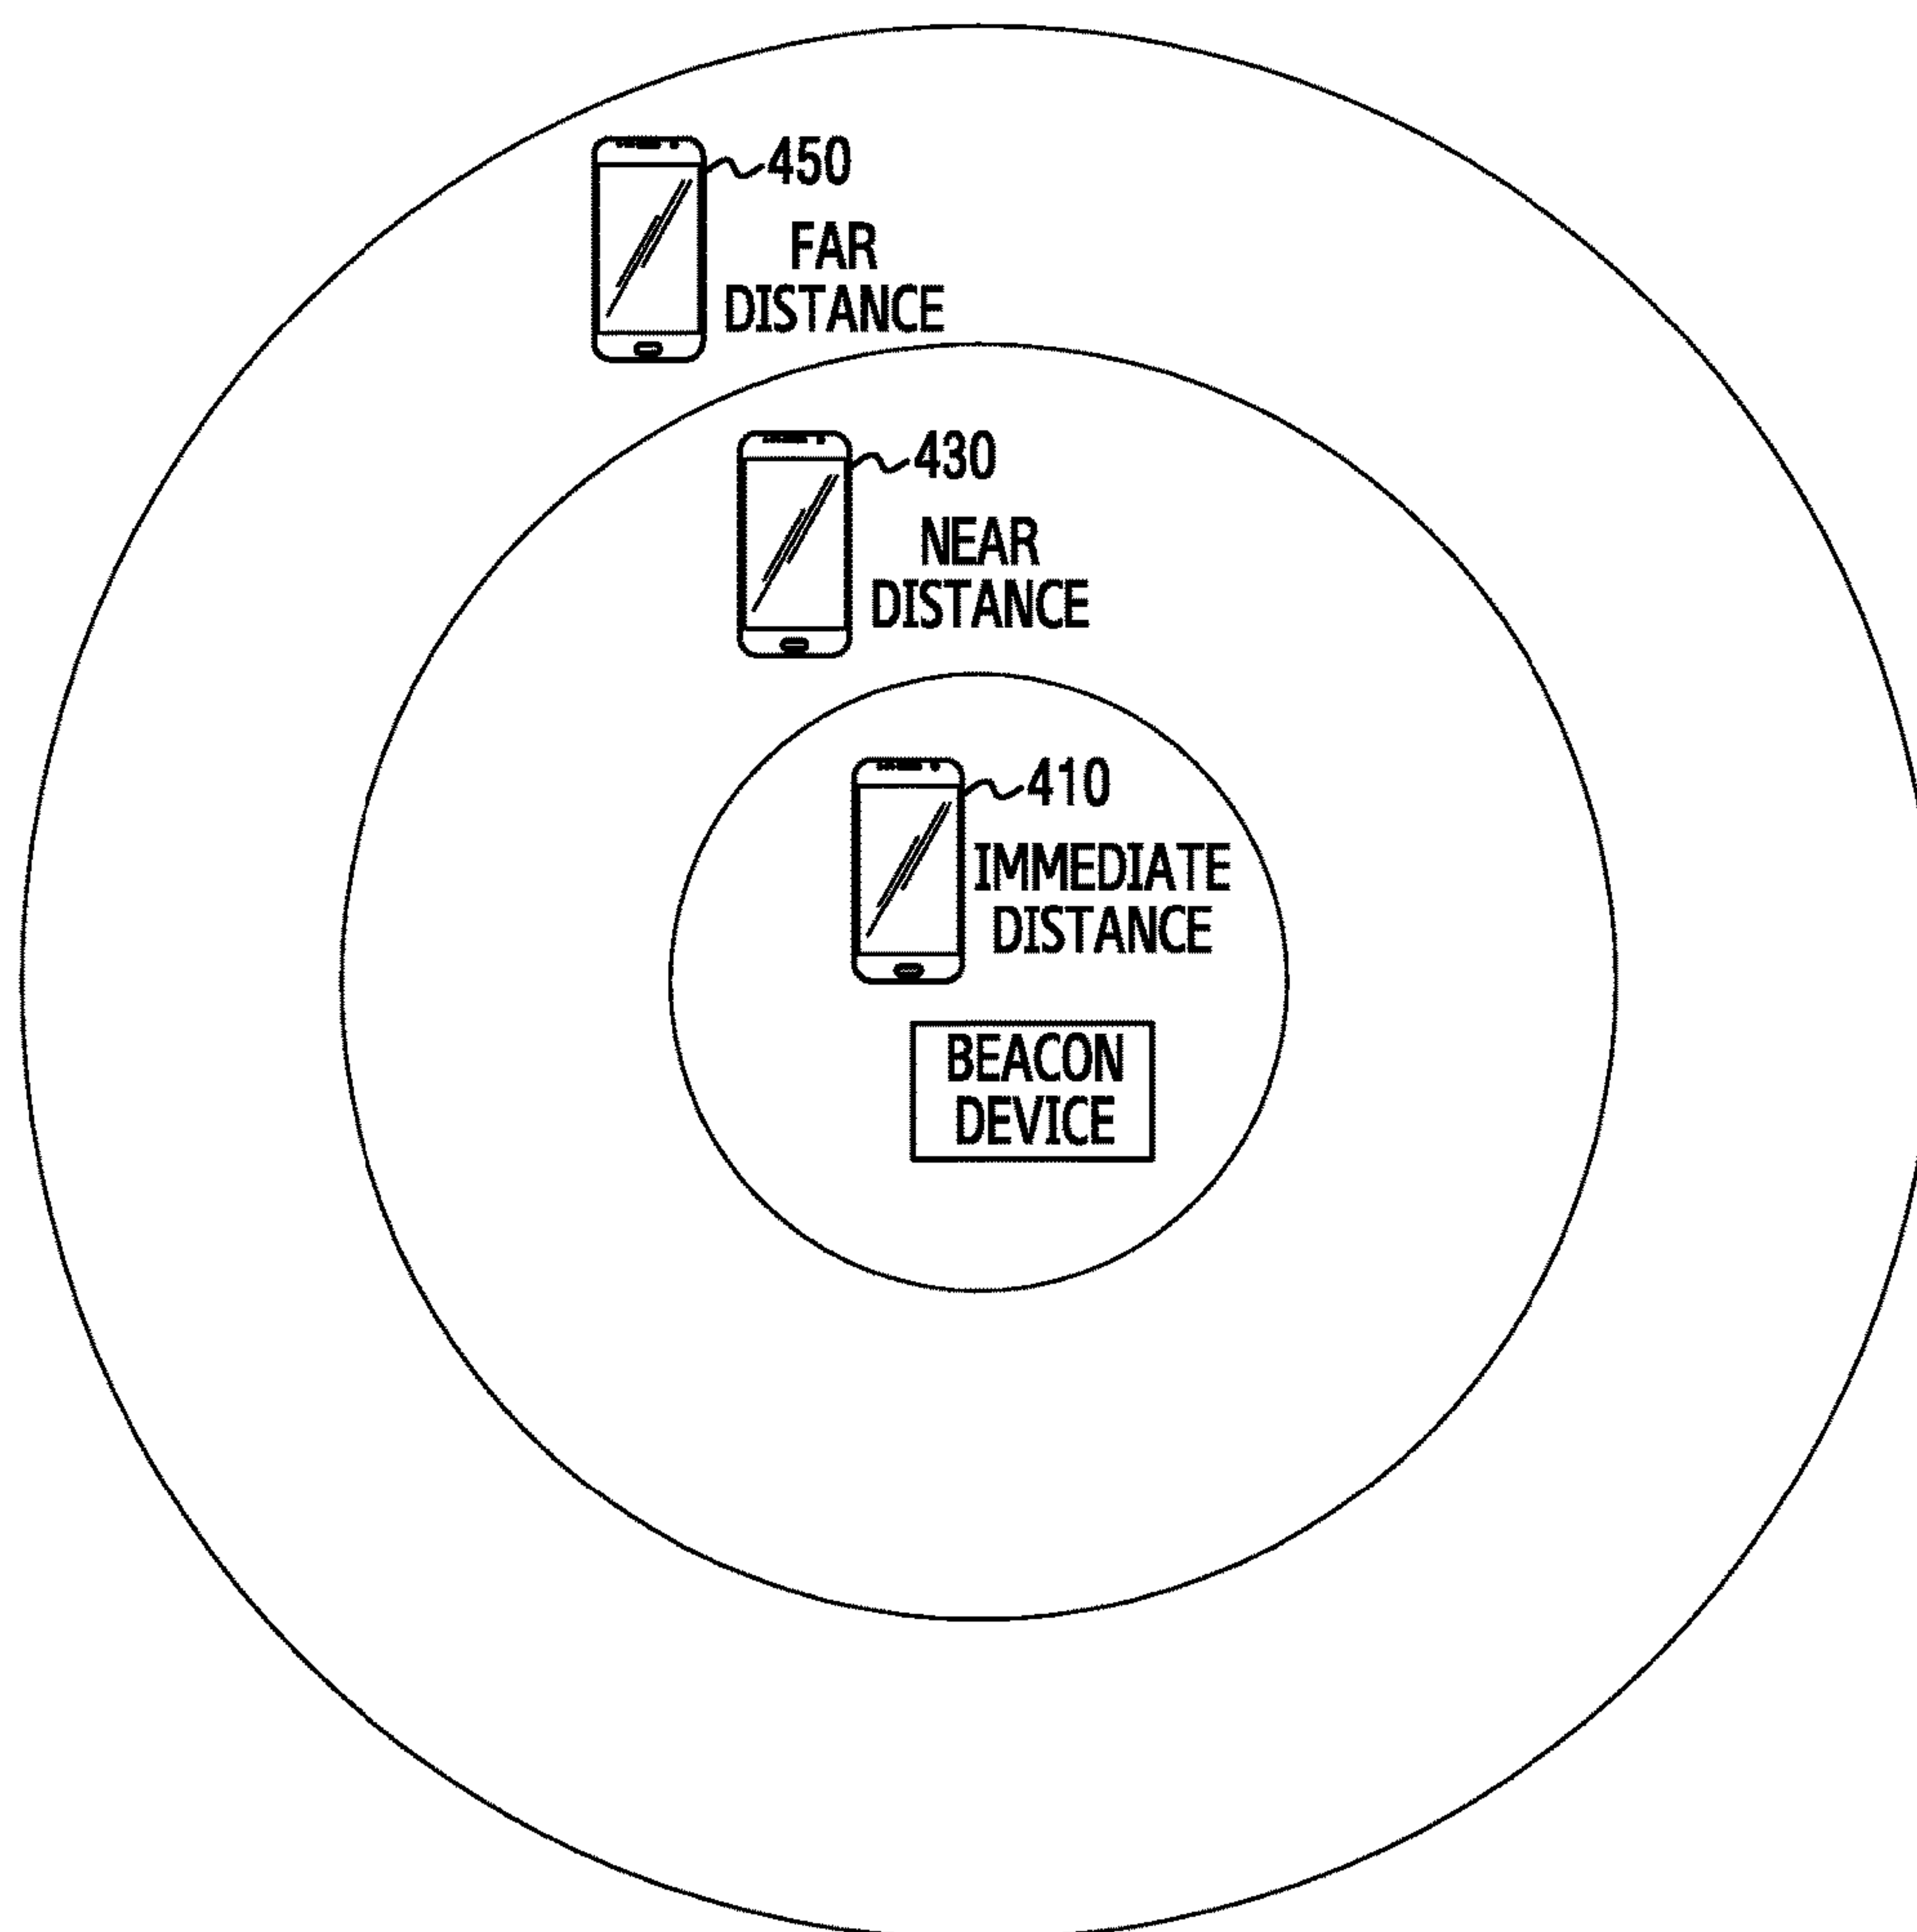 450
FAR
DISTANCE
430
NEAR
DISTANCE
410
IMMEDIATE
DISTANCE
BEACON
DEVICE